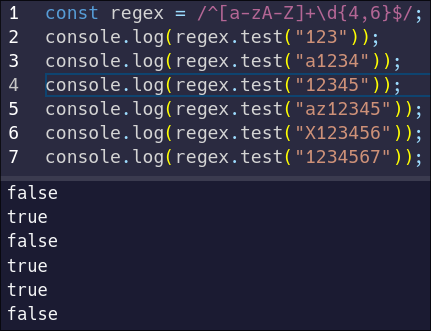 1 const regex = /^[a-zA-Z]+\d{4,6}$/;
2 console.log(regex.test("123"));
3 console.log(regex.test("a1234"));
4 console.log(regex.test("12345"));
5 console.log(regex.test("az12345"));
6 console.log(regex.test("X123456"));
7 console.log(regex.test("1234567"));
false
true
false
true
true
false